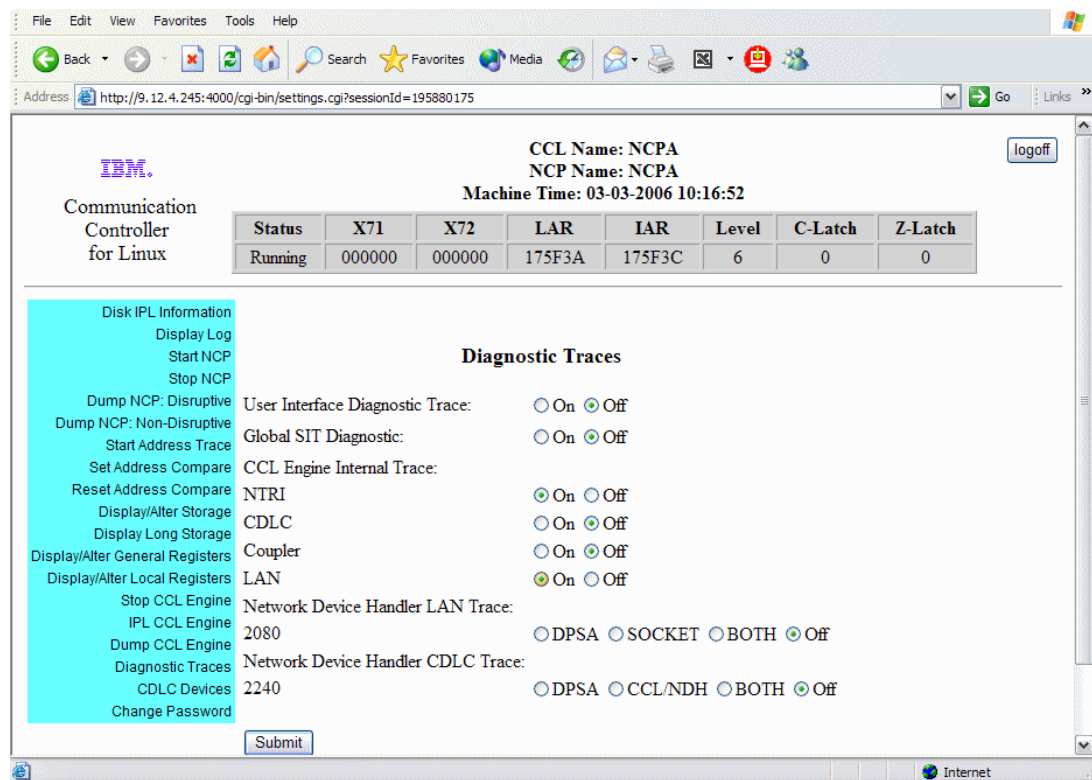 File Edit View Favorites Tools Help
Back Search Favorites Media
Address http://9.12.4.245:4000/cgi-bin/settings.cgi?sessionId=195880175 Go Links »
IBM.
Communication
Controller
for Linux
CCL Name: NCPA
NCP Name: NCPA
Machine Time: 03-03-2006 10:16:52
logoff
Status X71 X72 LAR IAR Level C-Latch Z-Latch
Running 000000 000000 175F3A 175F3C 6 0 0
Disk IPL Information
Display Log
Start NCP
Stop NCP
Dump NCP: Disruptive
Dump NCP: Non-Disruptive
Start Address Trace
Set Address Compare
Reset Address Compare
Display/Alter Storage
Display Long Storage
Display/Alter General Registers
Display/Alter Local Registers
Stop CCL Engine
IPL CCL Engine
Dump CCL Engine
Diagnostic Traces
CDLC Devices
Change Password
Diagnostic Traces
User Interface Diagnostic Trace: On Off
Global SIT Diagnostic: On Off
CCL Engine Internal Trace:
NTRI On Off
CDLC On Off
Coupler On Off
LAN On Off
Network Device Handler LAN Trace:
2080 DPSA SOCKET BOTH Off
Network Device Handler CDLC Trace:
2240 DPSA CCL/NDH BOTH Off
Submit
Internet